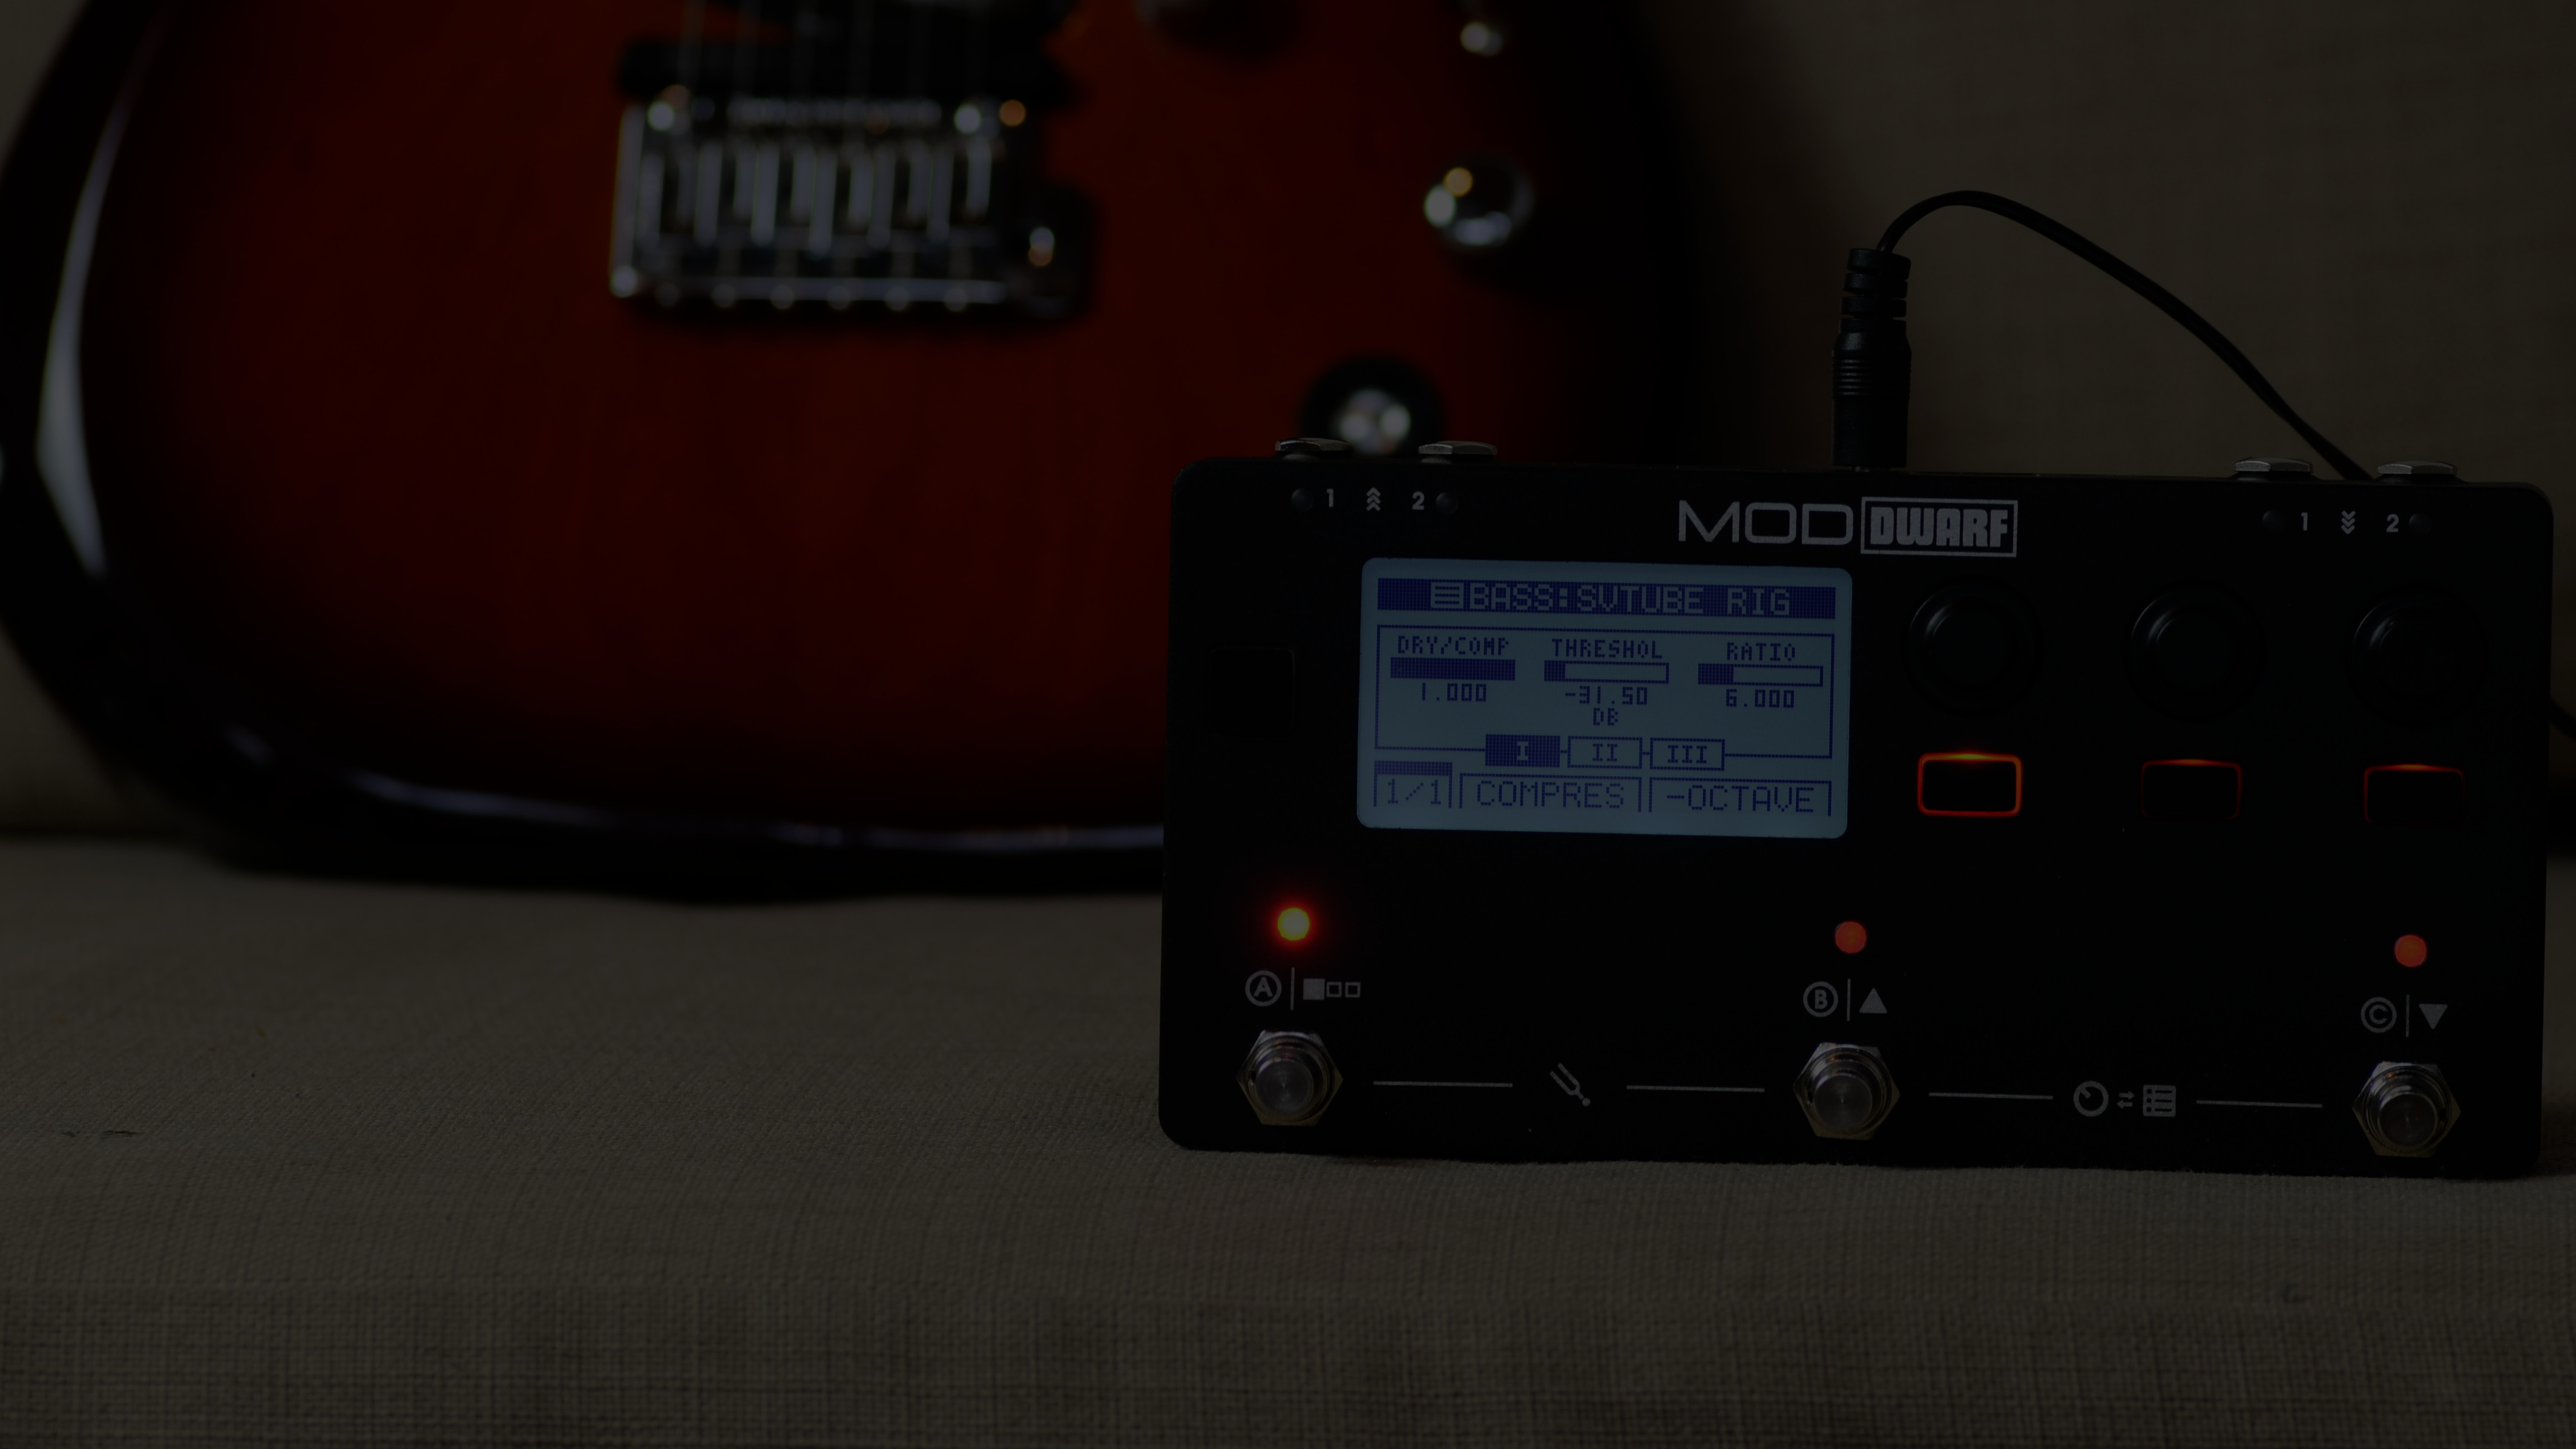 1 2
MOD DWARF
1 2
BASS:SVTUBE RIG
DRY/COMP THRESHOL RATIO
1.000 -31.50 6.000
DB
I II III
1/1 COMPRES -OCTAVE
A B C